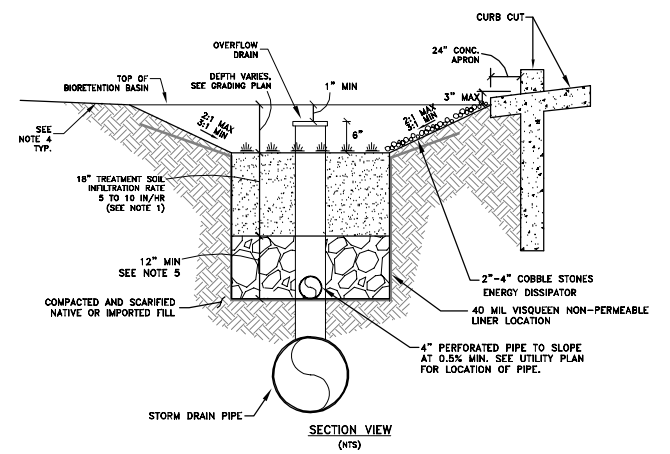 CURB CUT
24" CONC.
APRON
OVERFLOW
DRAIN
DEPTH VARIES.
SEE GRADING PLAN
TOP OF
BIORETENTION BASIN
1" MIN
3" MAX
2:1 MAX
3:1 MIN
2:1 MAX
3:1 MIN
6"
SEE
NOTE 4
TYP.
18" TREATMENT SOIL
INFILTRATION RATE
5 TO 10 IN/HR
(SEE NOTE 1)
12" MIN
SEE NOTE 5
2"-4" COBBLE STONES
ENERGY DISSIPATOR
COMPACTED AND SCARIFIED
NATIVE OR IMPORTED FILL
40 MIL VISQUEEN NON-PERMEABLE
LINER LOCATION
4" PERFORATED PIPE TO SLOPE
AT 0.5% MIN. SEE UTILITY PLAN
FOR LOCATION OF PIPE.
STORM DRAIN PIPE
SECTION VIEW
(NTS)